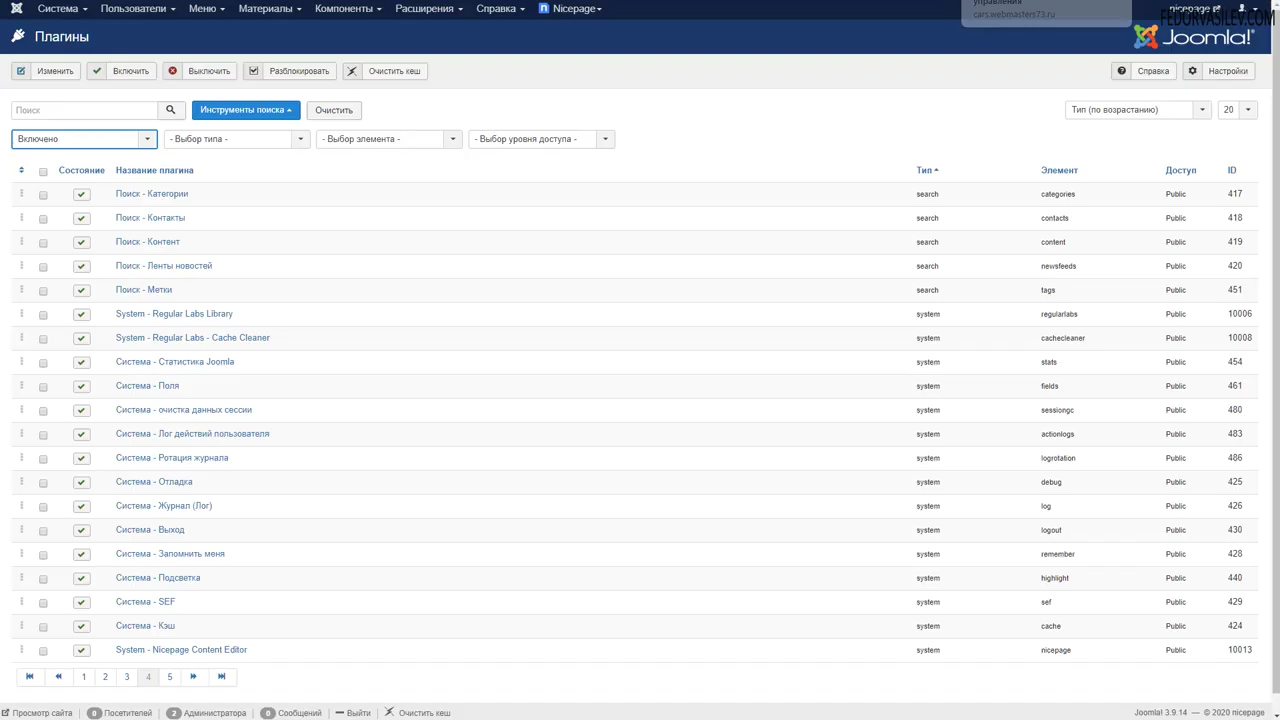 Система Пользователи Меню Материалы Компоненты Расширения Справка Nicepage
управления
cars.webmasters73.ru
nicepage
FEDORVASILEV.COM
Плагины
Joomla!®
Изменить Включить Выключить Разблокировать Очистить кеш Справка Настройки
Поиск Инструменты поиска Очистить Тип (по возрастанию) 20
Включено - Выбор типа - - Выбор элемента - - Выбор уровня доступа -
Состояние Название плагина Тип Элемент Доступ ID
Поиск - Категории search categories Public 417
Поиск - Контакты search contacts Public 418
Поиск - Контент search content Public 419
Поиск - Ленты новостей search newsfeeds Public 420
Поиск - Метки search tags Public 451
System - Regular Labs Library system regularlabs Public 10006
System - Regular Labs - Cache Cleaner system cachecleaner Public 10008
Система - Статистика Joomla system stats Public 454
Система - Поля system fields Public 461
Система - очистка данных сессии system sessiongc Public 480
Система - Лог действий пользователя system actionlogs Public 483
Система - Ротация журнала system logrotation Public 486
Система - Отладка system debug Public 425
Система - Журнал (Лог) system log Public 426
Система - Выход system logout Public 430
Система - Запомнить меня system remember Public 428
Система - Подсветка system highlight Public 440
Система - SEF system sef Public 429
Система - Кэш system cache Public 424
System - Nicepage Content Editor system nicepage Public 10013
1 2 3 4 5
Просмотр сайта 0 Посетителей 2 Администратора 0 Сообщений Выйти Очистить кеш Joomla! 3.9.14 — © 2020 nicepage